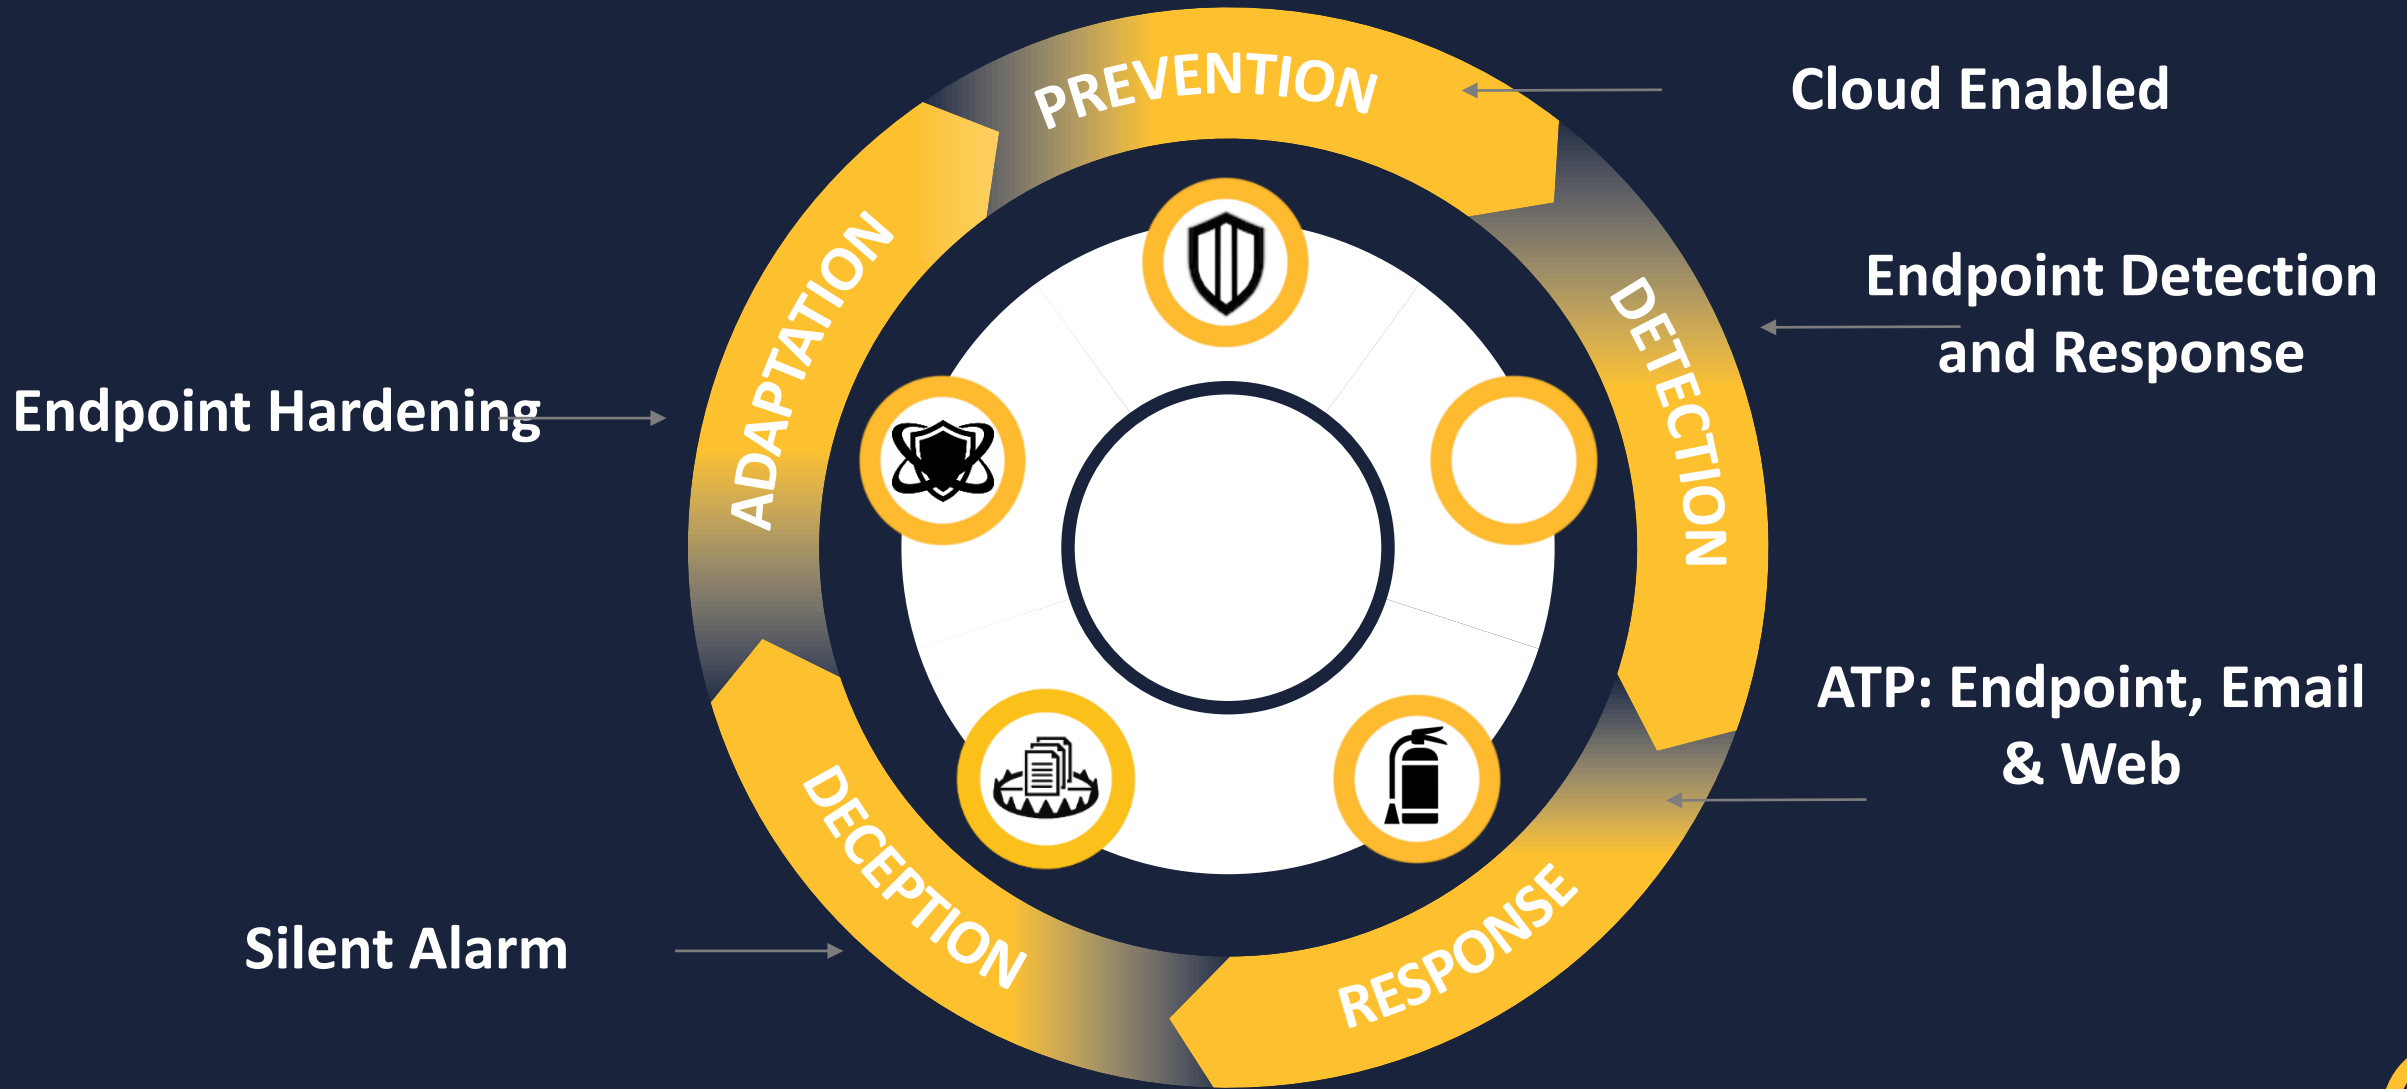 PREVENTION
Cloud Enabled
DETECTION
Endpoint Detection
and Response
ATP: Endpoint, Email
& Web
RESPONSE
DECEPTION
Silent Alarm
ADAPTATION
Endpoint Hardening